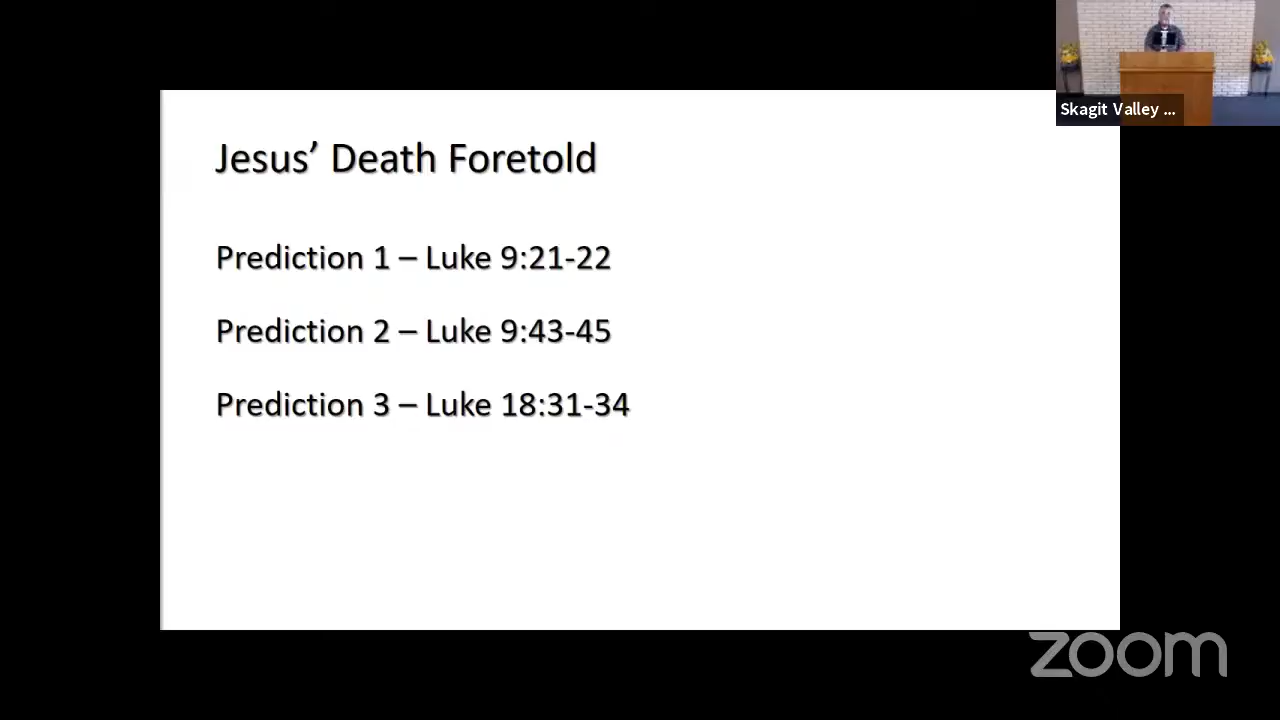 Skagit Valley ...
Jesus’ Death Foretold
Prediction 1 – Luke 9:21-22
Prediction 2 – Luke 9:43-45
Prediction 3 – Luke 18:31-34
zoom